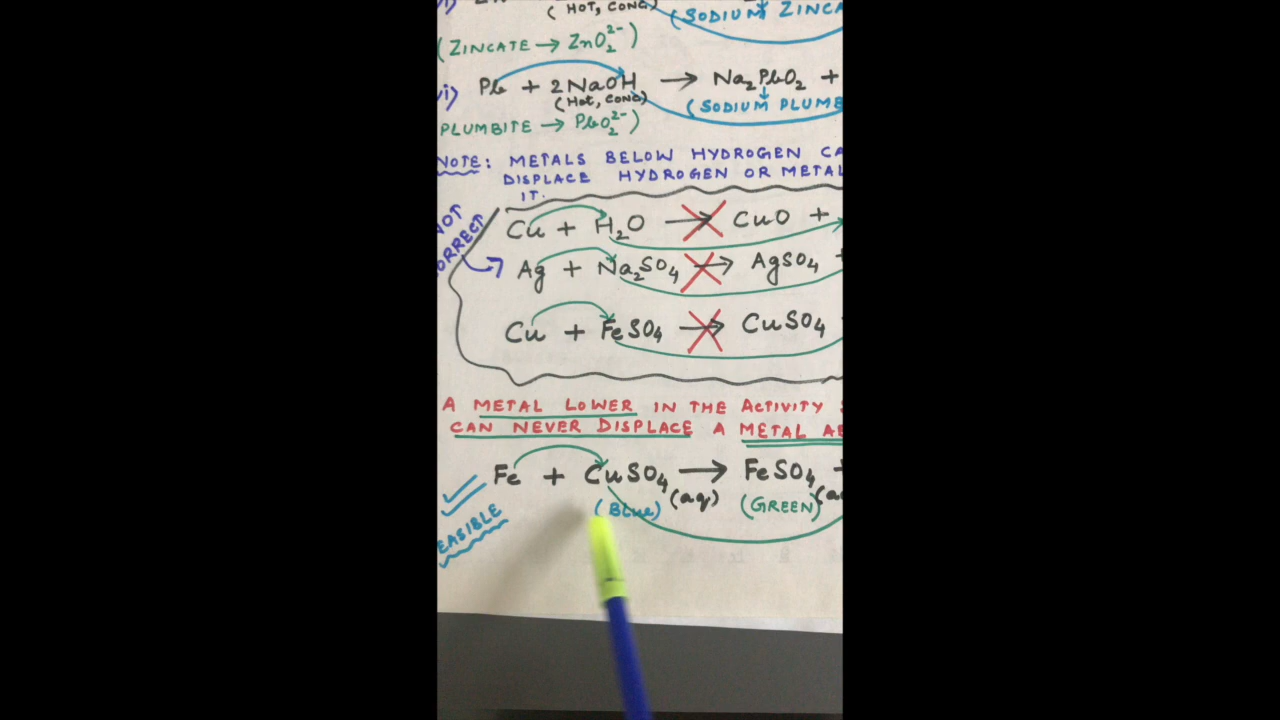 (HOT, CONC)
(SODIUM ZINCA
(ZINCATE → ZnO₂²⁻)
vi) Pb + 2NaOH → Na₂PbO₂ +
(HOT, CONC)
(SODIUM PLUMB
PLUMBITE → PbO₂²⁻)
NOTE: METALS BELOW HYDROGEN CA
DISPLACE HYDROGEN OR METAL
IT.
NOT
ORRECT
Cu + H₂O → CuO +
Ag + Na₂SO₄ → AgSO₄ +
Cu + FeSO₄ → CuSO₄
A METAL LOWER IN THE ACTIVITY
CAN NEVER DISPLACE A METAL AB
Fe + CuSO₄ (aq) → FeSO₄ (a +
(Blue) (GREEN)
EASIBLE